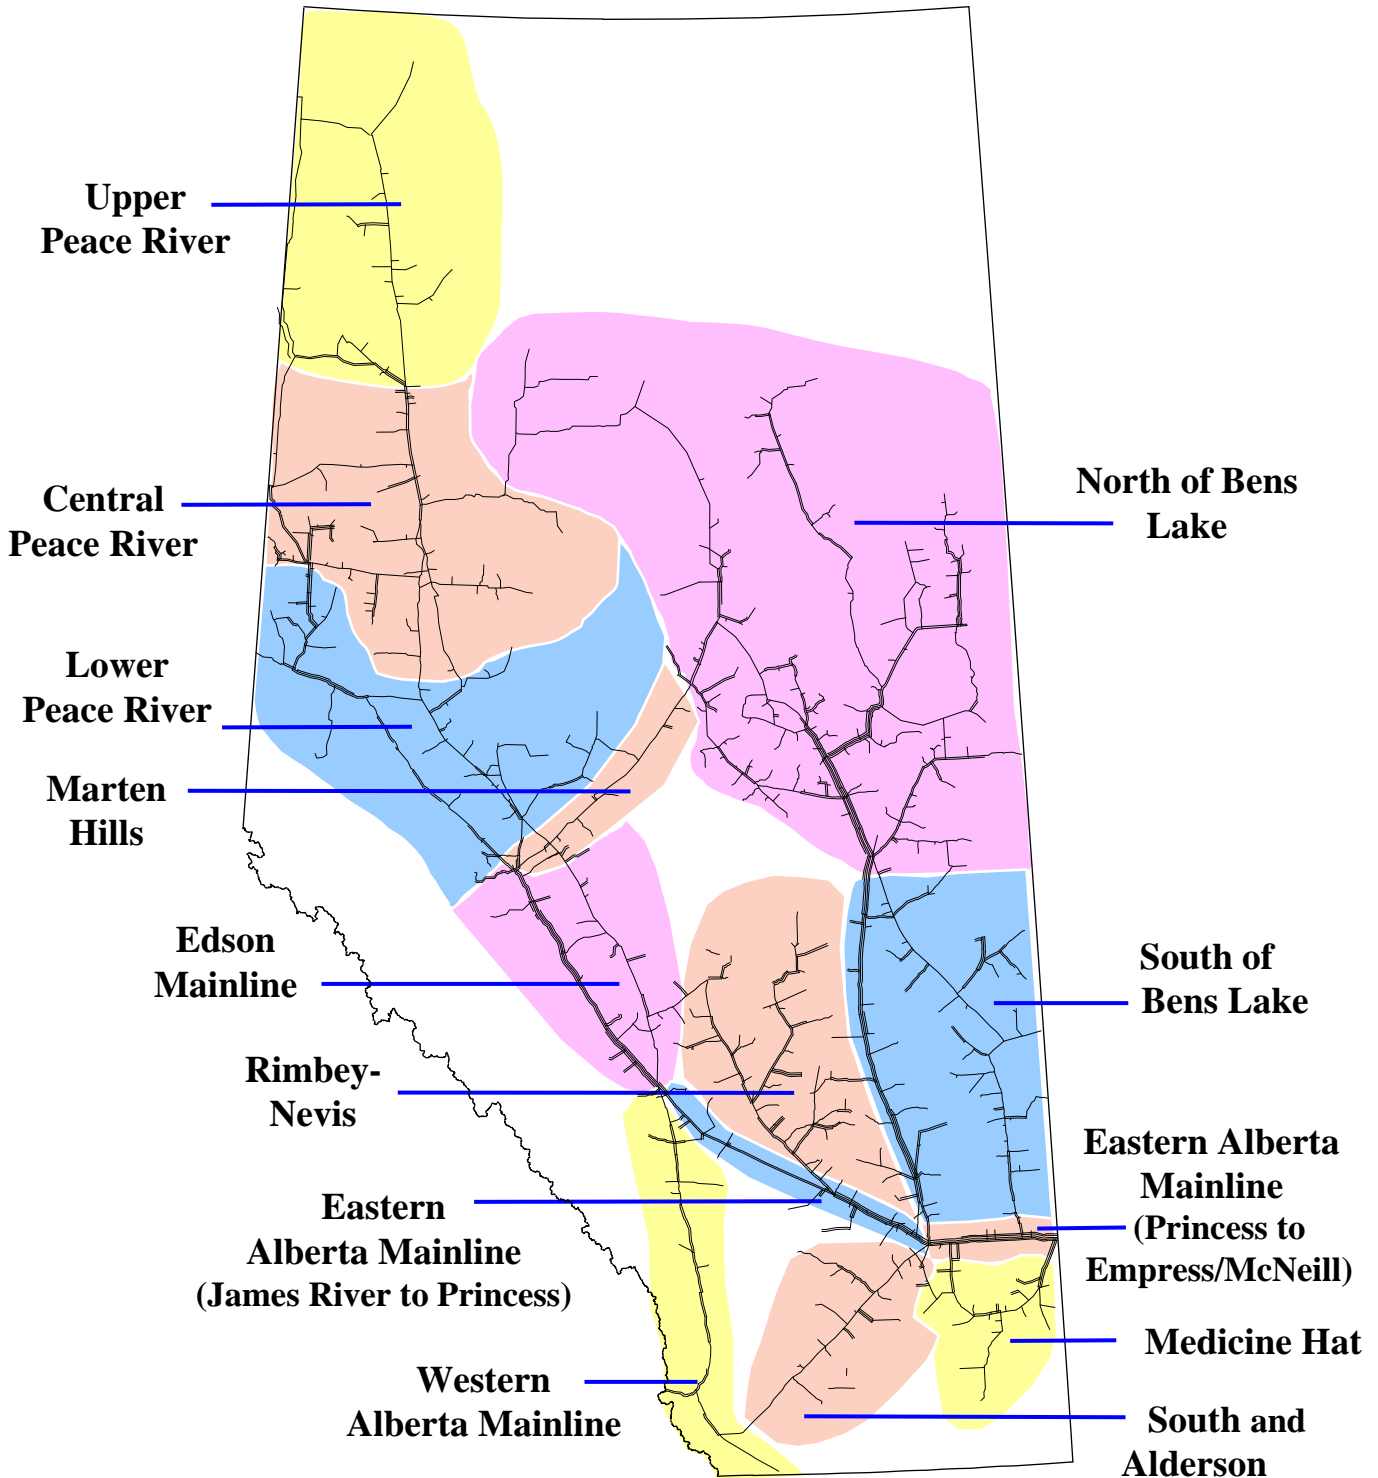 Upper
Peace River
Central
Peace River
North of Bens
Lake
Lower
Peace River
Marten
Hills
Edson
Mainline
South of
Bens Lake
Rimbey-
Nevis
Eastern Alberta
Mainline
(Princess to
Empress/McNeill)
Eastern
Alberta Mainline
(James River to Princess)
Medicine Hat
Western
Alberta Mainline
South and
Alderson